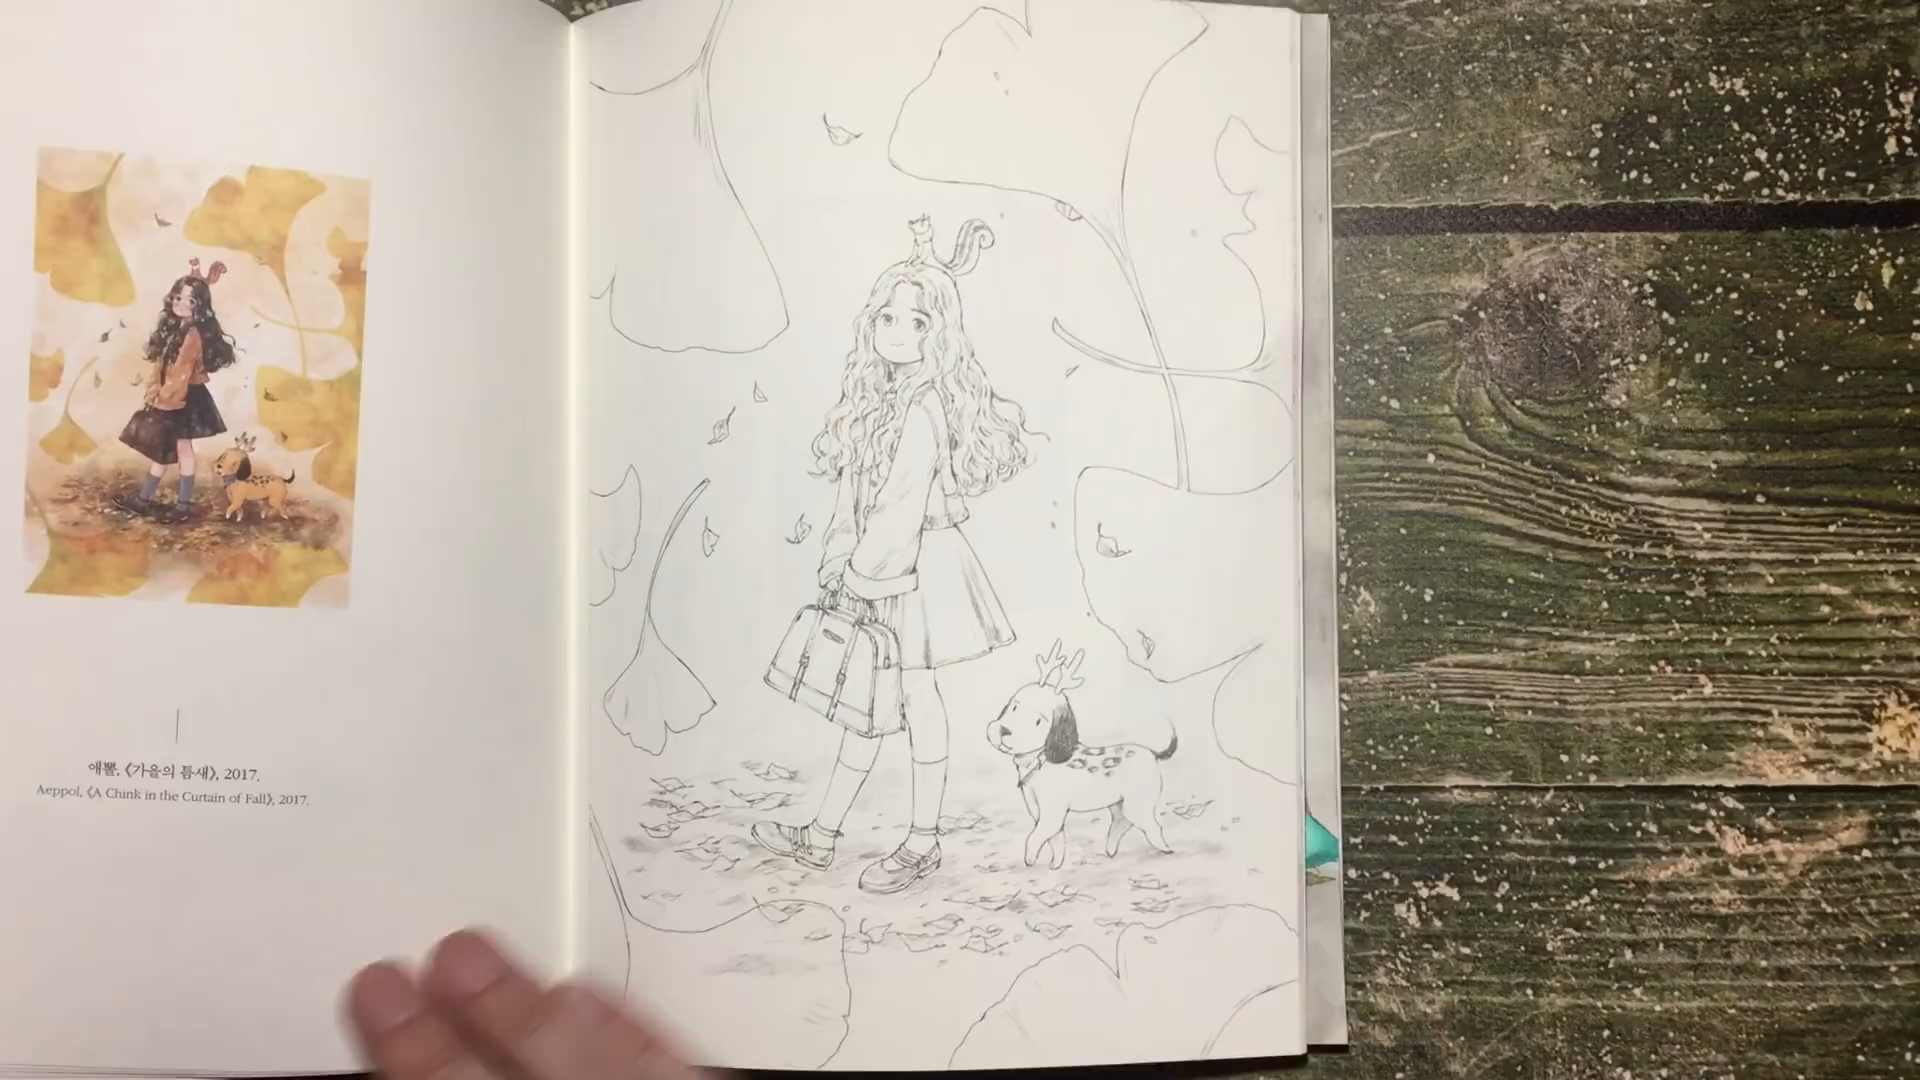 애뽈, 《가을의 틈새》, 2017.
Aeppol, 《A Chink in the Curtain of Fall》, 2017.